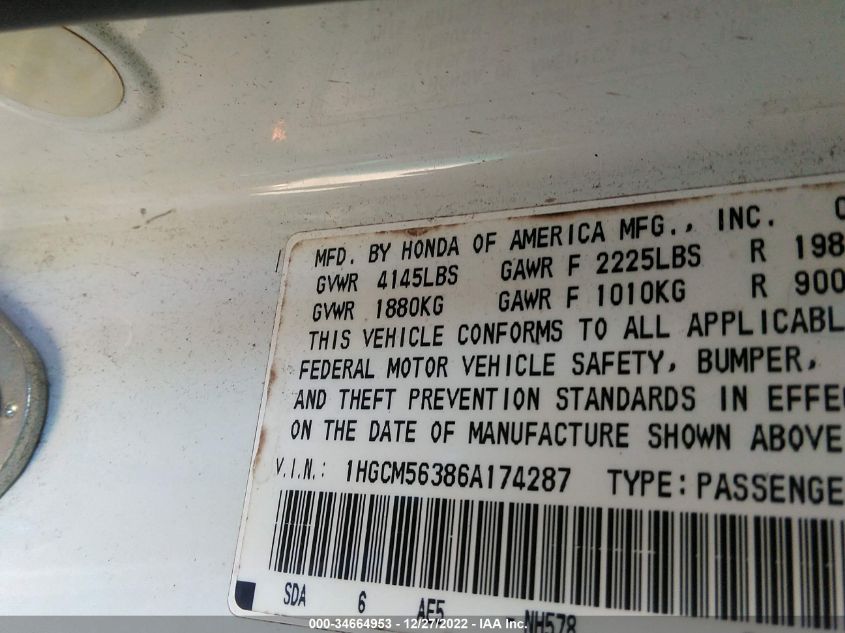 MFD. BY HONDA OF AMERICA MFG., INC.
GVWR 4145LBS GAWR F 2225LBS R 198
GVWR 1880KG GAWR F 1010KG R 900
THIS VEHICLE CONFORMS TO ALL APPLICABL
FEDERAL MOTOR VEHICLE SAFETY, BUMPER,
AND THEFT PREVENTION STANDARDS IN EFFE
ON THE DATE OF MANUFACTURE SHOWN ABOVE
V.I.N.: 1HGCM56386A174287 TYPE: PASSENGE
SDA 6 AE5 NH578
000-34664953 - 12/27/2022 - IAA Inc.